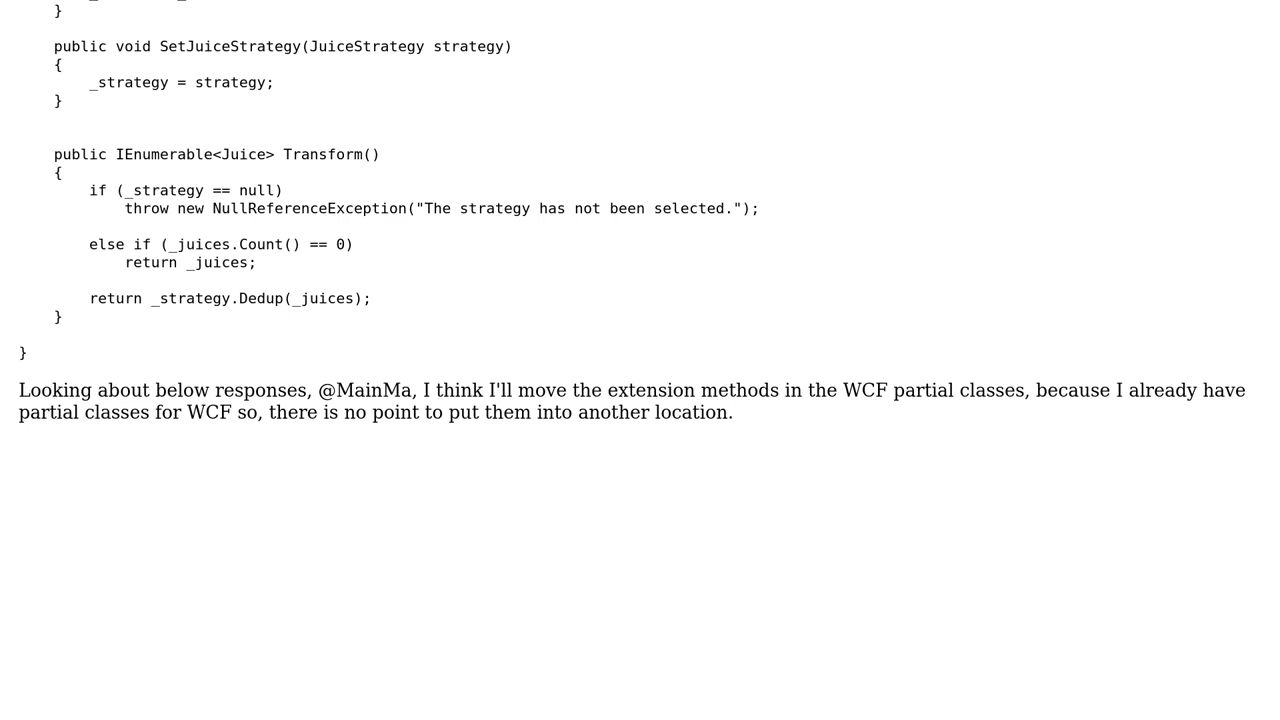 }
public void SetJuiceStrategy(JuiceStrategy strategy)
{
_strategy = strategy;
}
public IEnumerable<Juice> Transform()
{
if (_strategy == null)
throw new NullReferenceException("The strategy has not been selected.");
else if (_juices.Count() == 0)
return _juices;
return _strategy.Dedup(_juices);
}
}
Looking about below responses, @MainMa, I think I'll move the extension methods in the WCF partial classes, because I already have
partial classes for WCF so, there is no point to put them into another location.